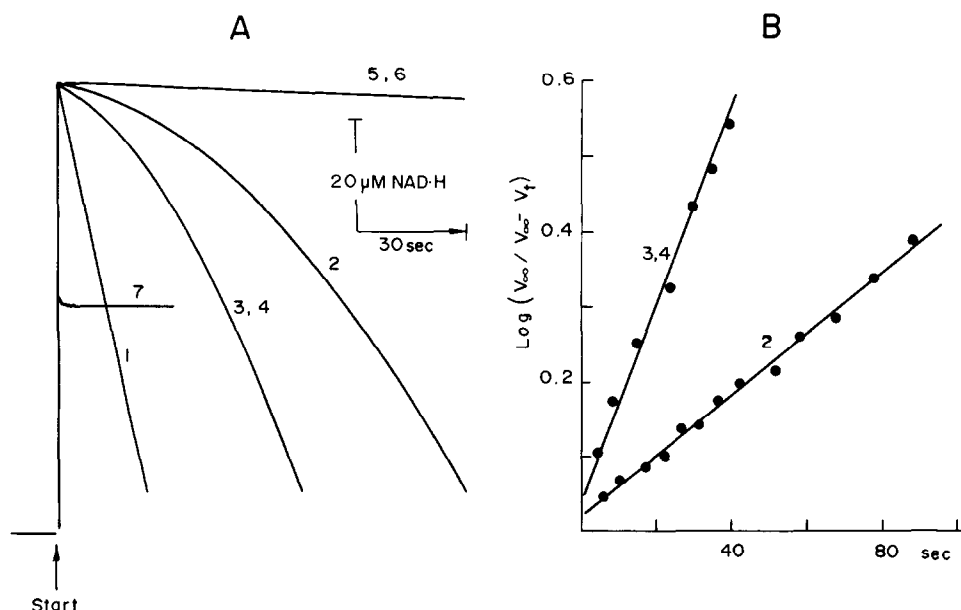 A
5,6
20 μM NAD·H
30 sec
2
3,4
7
1
Start
B
0.6
0.4
0.2
Log (V∞ / V∞- Vt)
3,4
2
40
80
sec